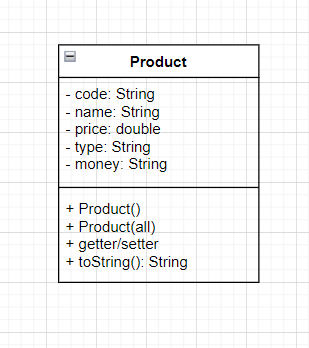 Product
- code: String
- name: String
- price: double
- type: String
- money: String
+ Product()
+ Product(all)
+ getter/setter
+ toString(): String